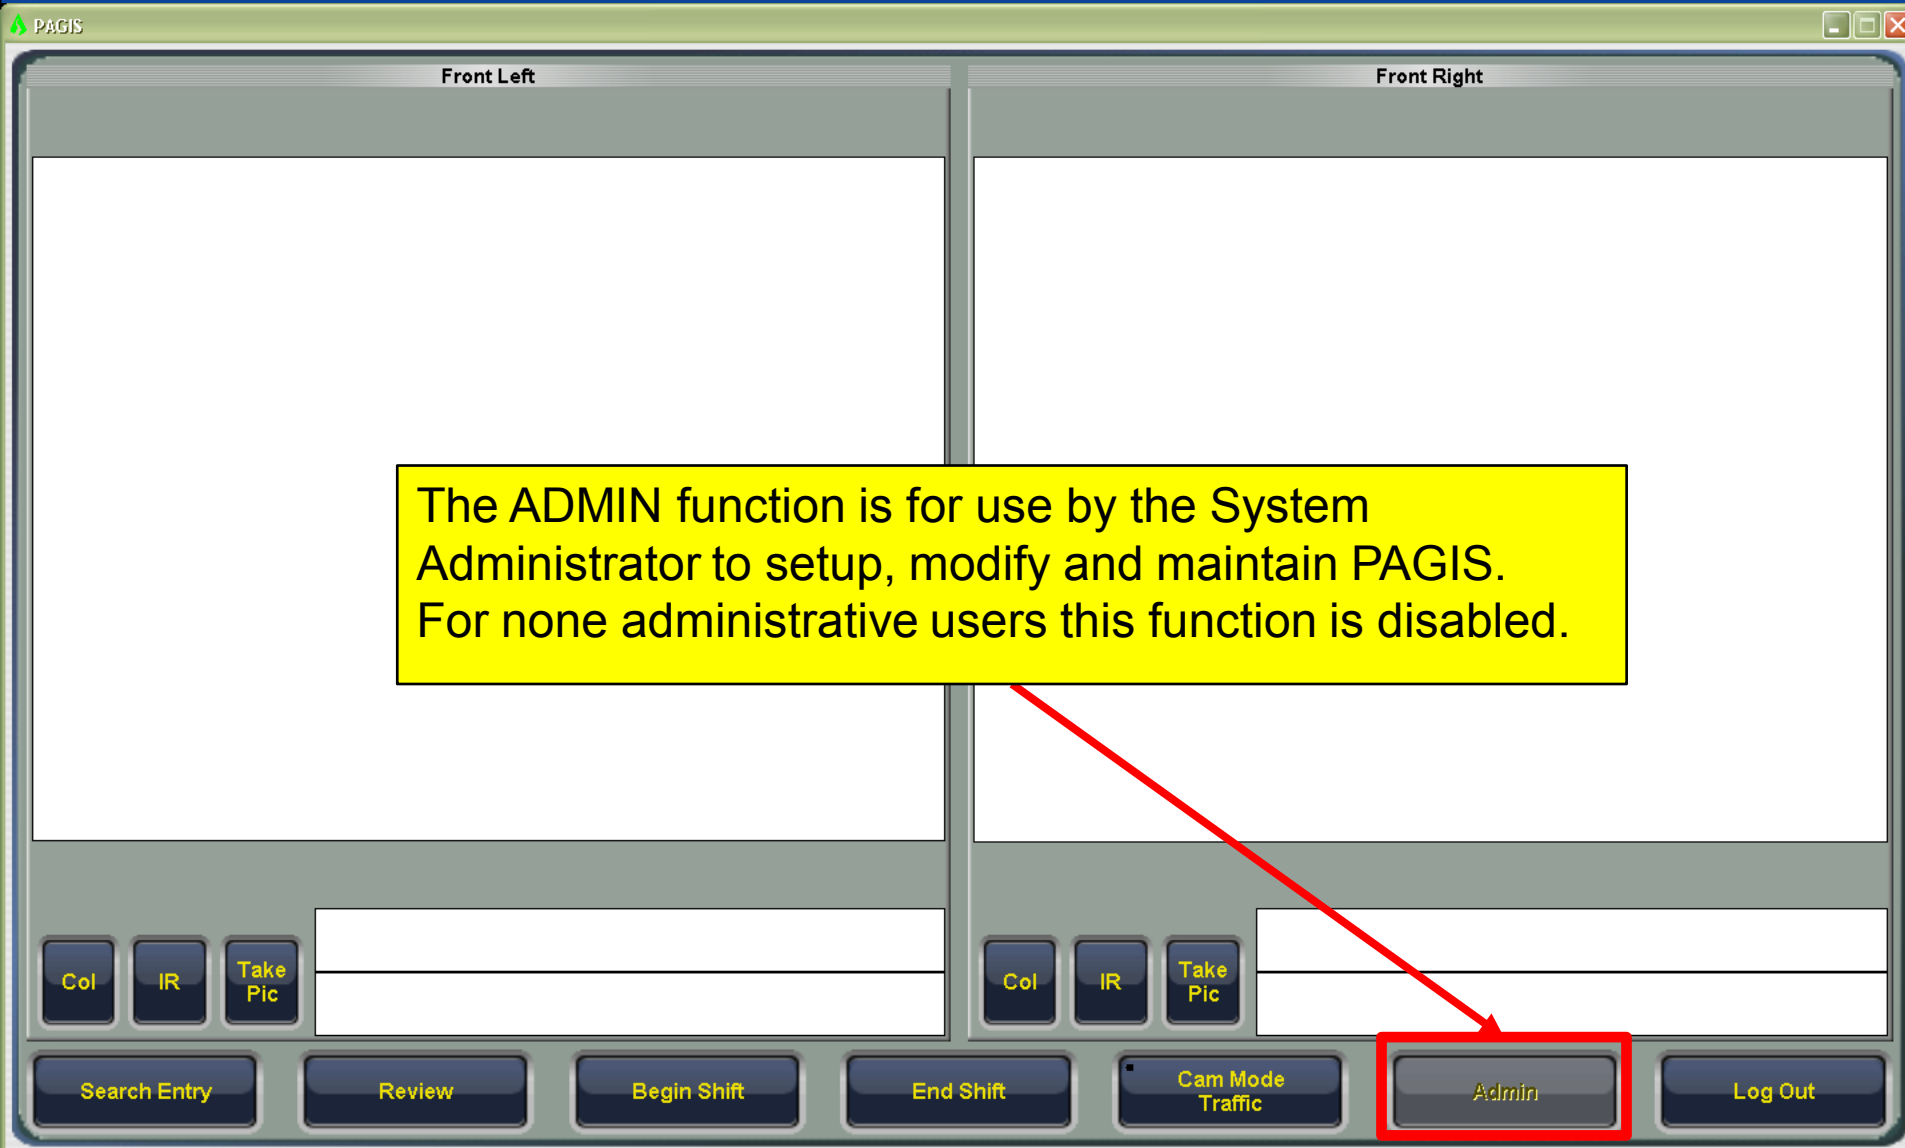 PAGIS
Front Left
Front Right
The ADMIN function is for use by the System
Administrator to setup, modify and maintain PAGIS.
For none administrative users this function is disabled.
Col
IR
Take
Pic
Col
IR
Take
Pic
Search Entry
Review
Begin Shift
End Shift
Cam Mode
Traffic
Admin
Log Out